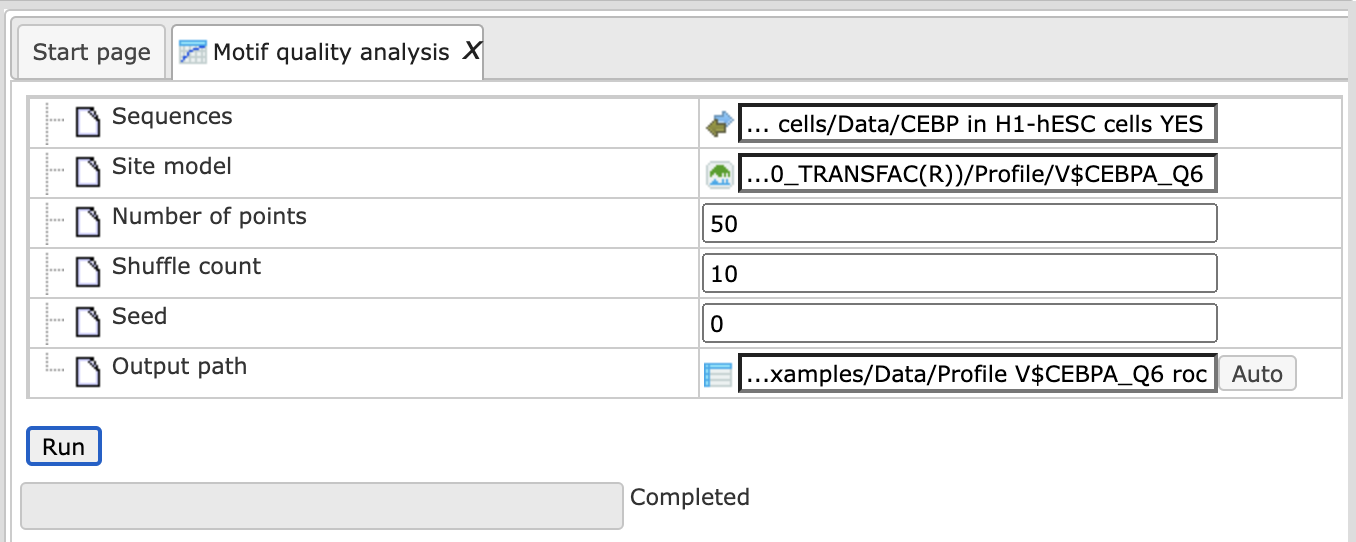 Start page
Motif quality analysis X
Sequences ... cells/Data/CEBP in H1-hESC cells YES
Site model ...0_TRANSFAC(R))/Profile/V$CEBPA_Q6
Number of points 50
Shuffle count 10
Seed 0
Output path ...xamples/Data/Profile V$CEBPA_Q6 roc Auto
Run
Completed